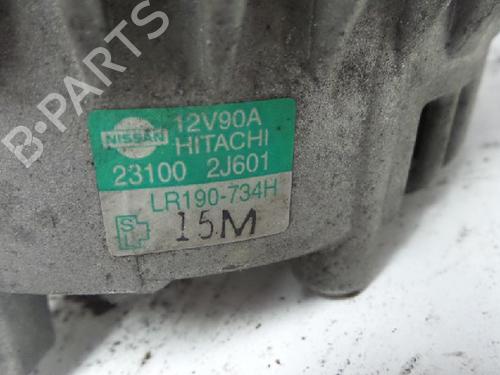 B-PARTS
NISSAN
12V90A
HITACHI
23100 2J601
LR190-734H
S
L
15M